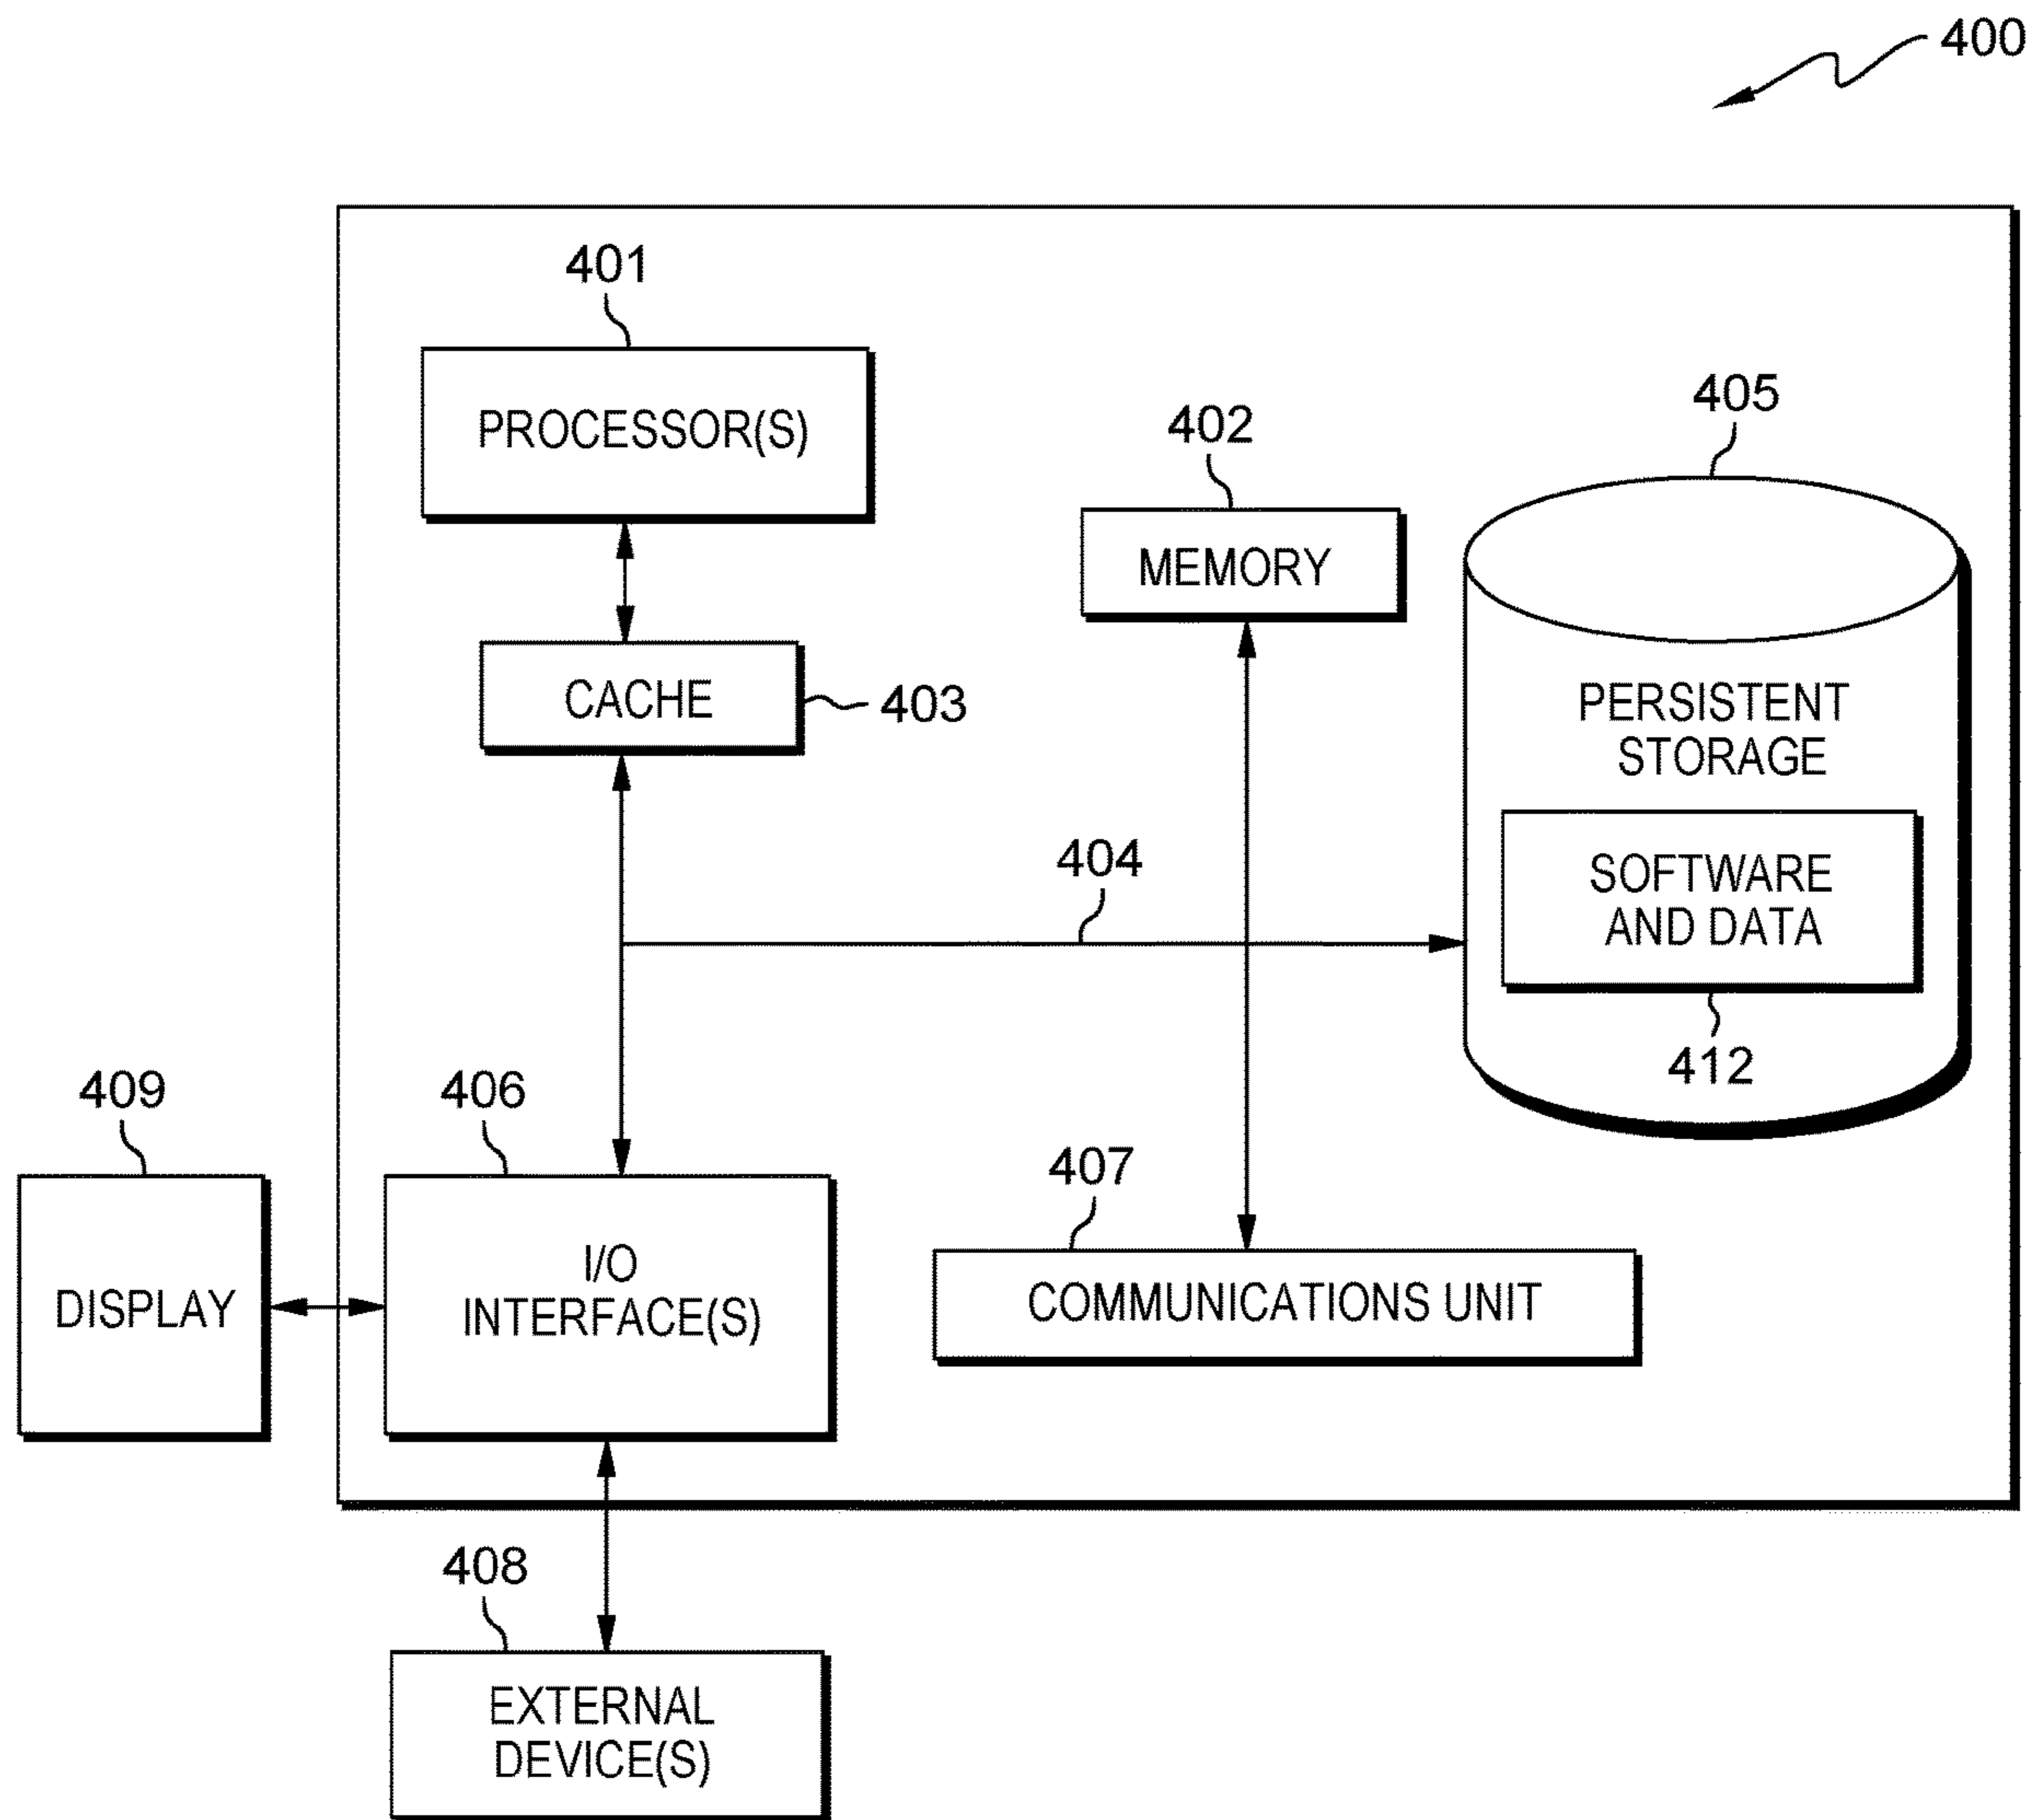 400
401
PROCESSOR(S)
402
MEMORY
405
CACHE
403
PERSISTENT
STORAGE
404
SOFTWARE
AND DATA
412
409
DISPLAY
406
I/O
INTERFACE(S)
407
COMMUNICATIONS UNIT
408
EXTERNAL
DEVICE(S)